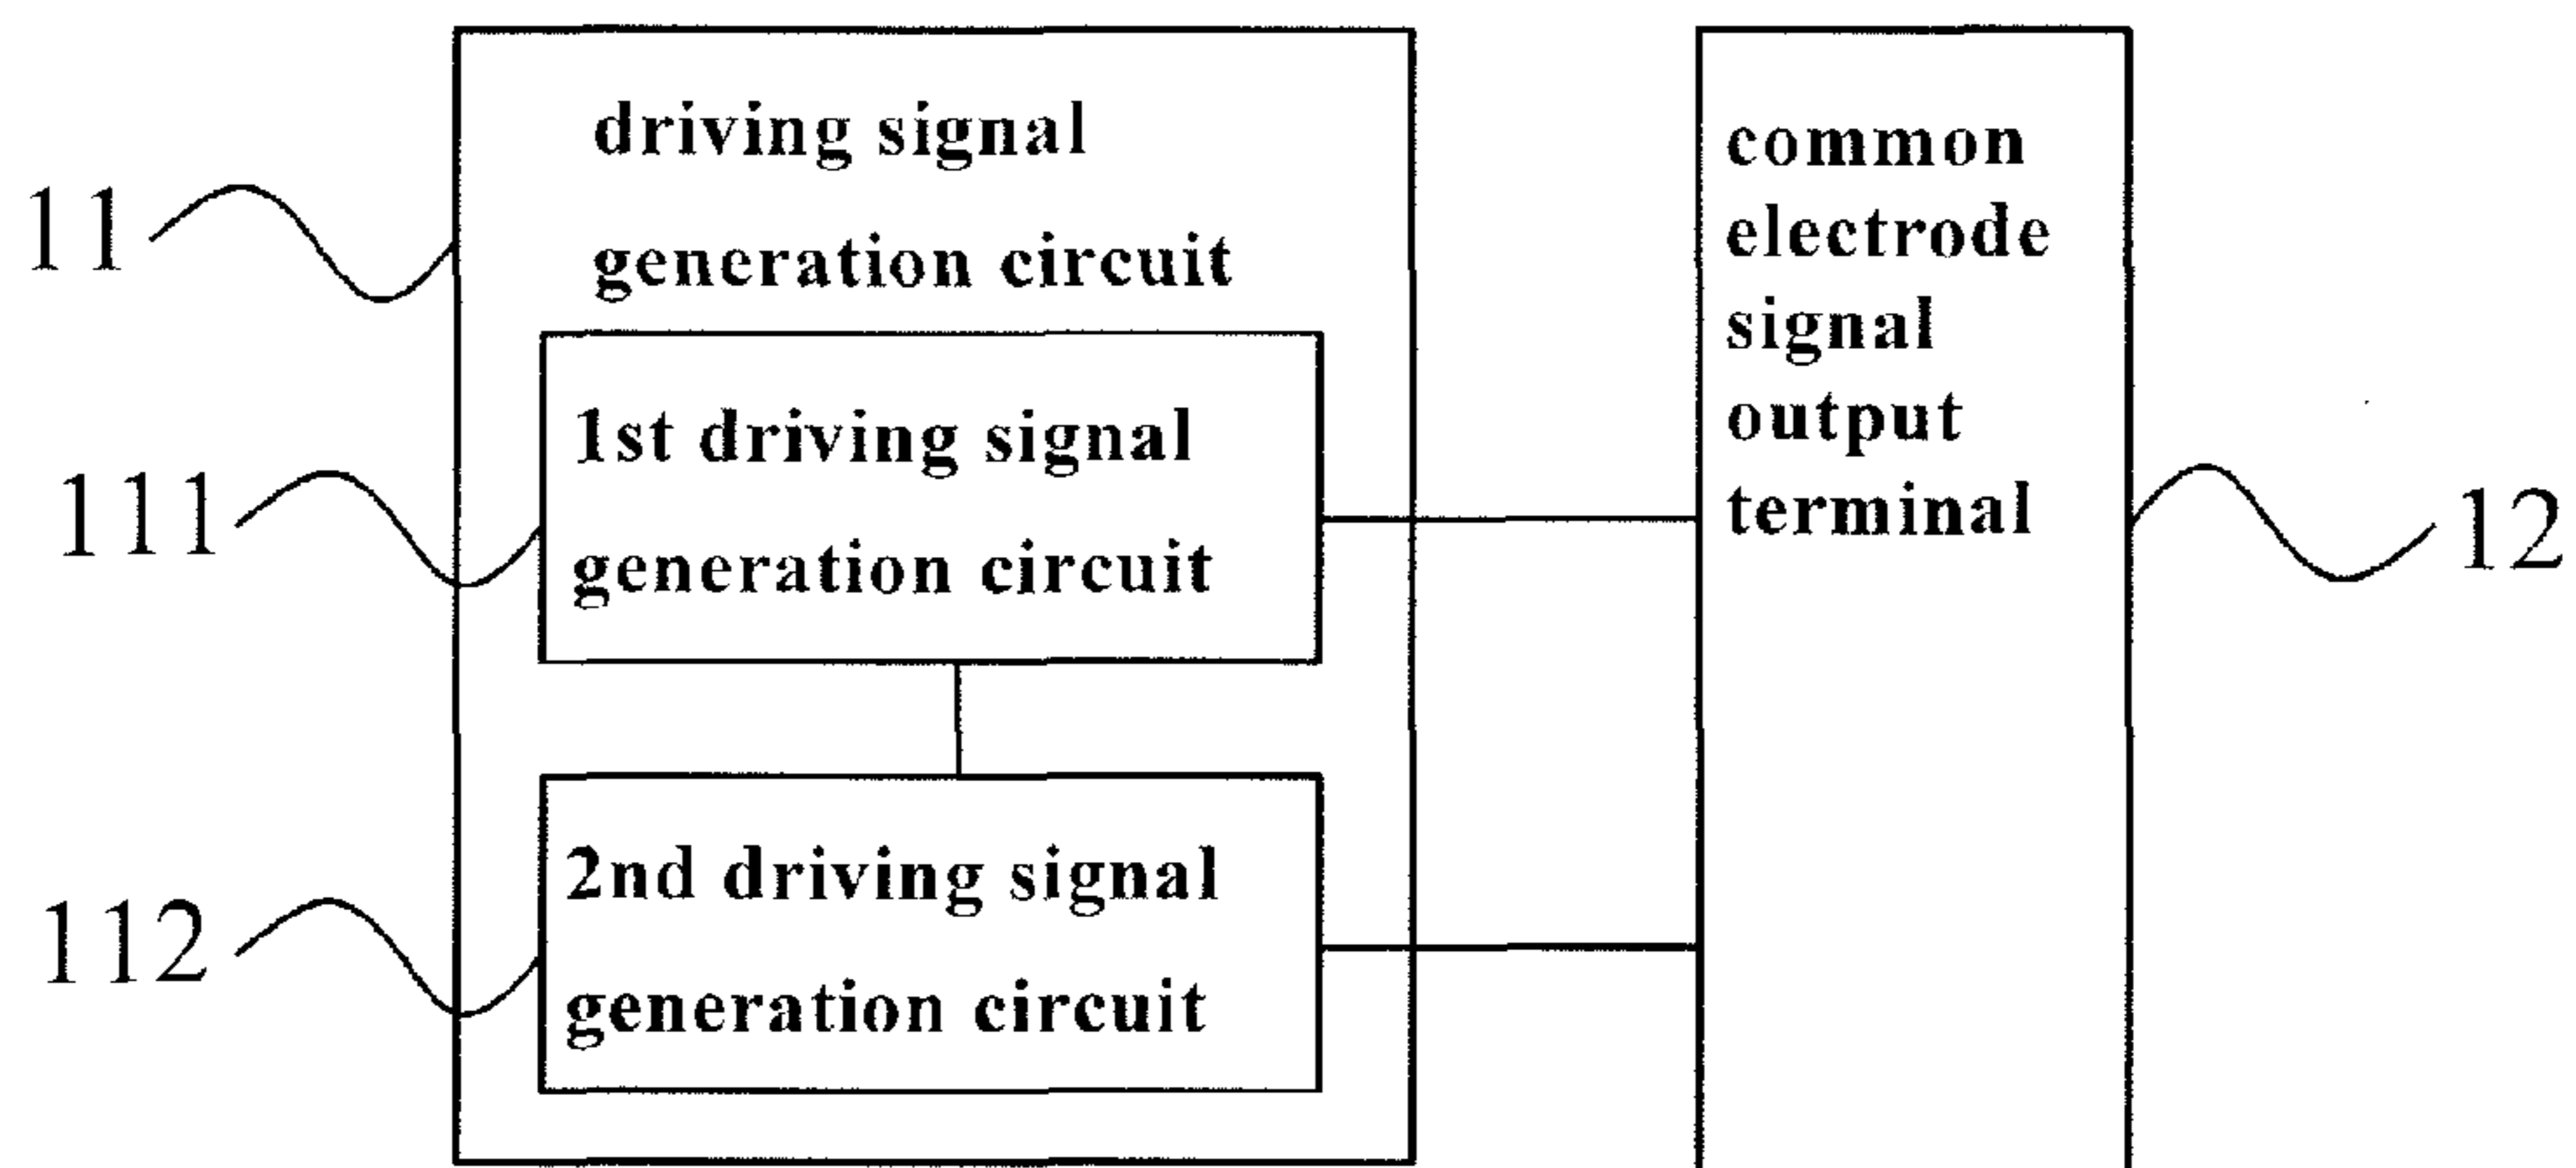 11
driving signal
generation circuit
111
1st driving signal
generation circuit
112
2nd driving signal
generation circuit
common
electrode
signal
output
terminal
12